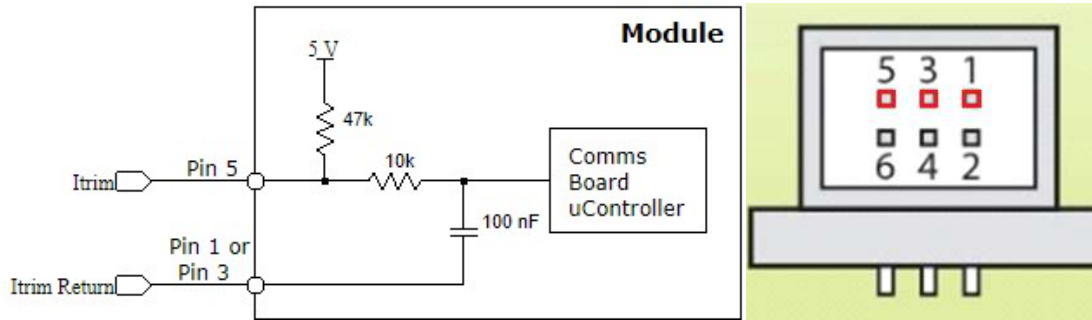 Module
5 V
47k
10k
Pin 5
Itrim
Comms
Board
uController
100 nF
Pin 1 or
Pin 3
Itrim Return
5 3 1
6 4 2